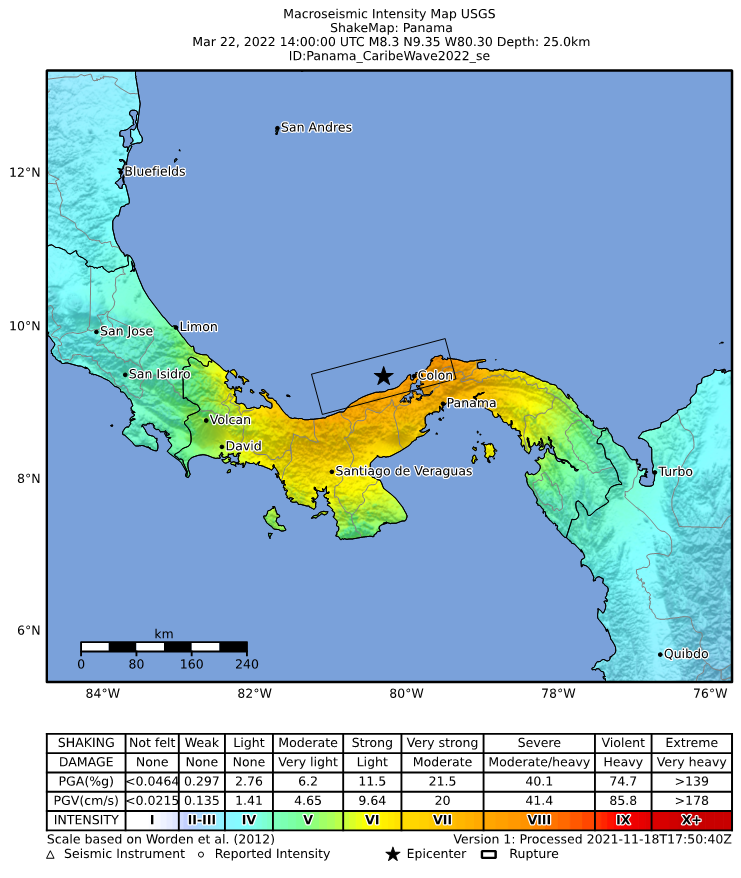 Macroseismic Intensity Map USGS
ShakeMap: Panama
Mar 22, 2022 14:00:00 UTC M8.3 N9.35 W80.30 Depth: 25.0km
ID:Panama_CaribeWave2022_se
San Andres
12°N
Bluefields
10°N
San Jose
Limon
San Isidro
Colon
Panama
Volcan
David
8°N
Santiago de Veraguas
Turbo
6°N
km
0 80 160 240
Quibdo
84°W 82°W 80°W 78°W 76°W
SHAKING Not felt Weak Light Moderate Strong Very strong Severe Violent Extreme
DAMAGE None None None Very light Light Moderate Moderate/heavy Heavy Very heavy
PGA(%g) <0.0464 0.297 2.76 6.2 11.5 21.5 40.1 74.7 >139
PGV(cm/s) <0.0215 0.135 1.41 4.65 9.64 20 41.4 85.8 >178
INTENSITY I II-III IV V VI VII VIII IX X+
Scale based on Worden et al. (2012) Version 1: Processed 2021-11-18T17:50:40Z
Seismic Instrument Reported Intensity Epicenter Rupture